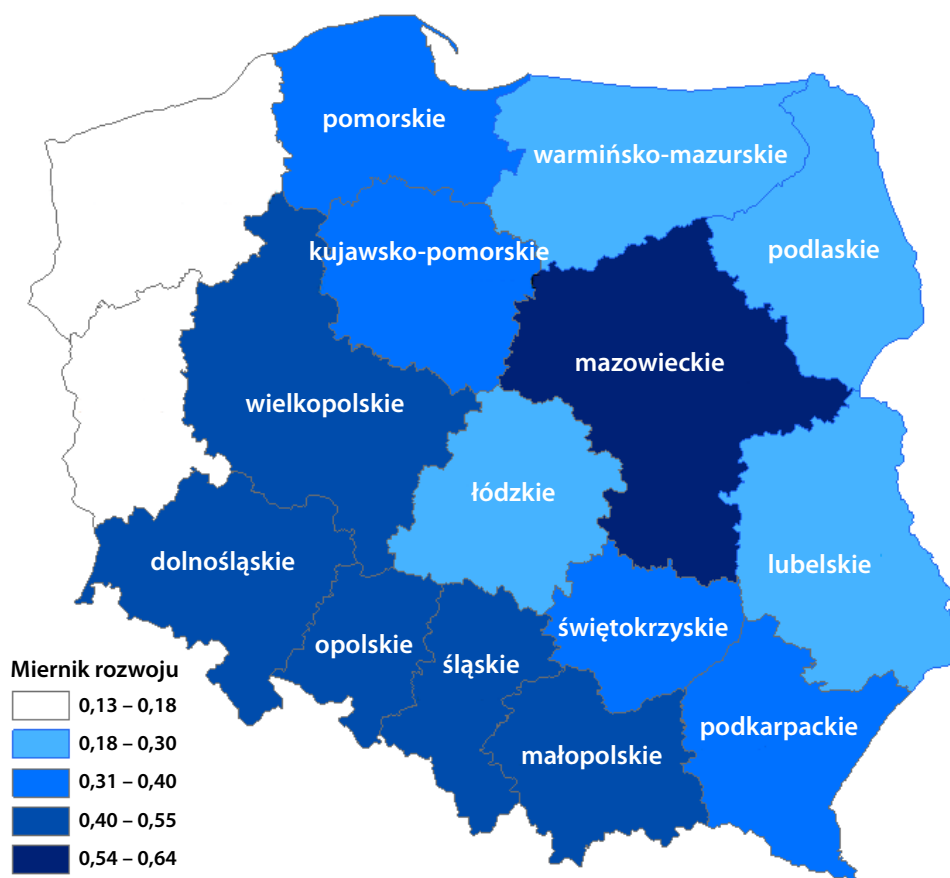 pomorskie
warmińsko-mazurskie
kujawsko-pomorskie
podlaskie
mazowieckie
wielkopolskie
łódzkie
dolnośląskie
lubelskie
świętokrzyskie
opolskie
śląskie
podkarpackie
małopolskie
Miernik rozwoju
0,13 – 0,18
0,18 – 0,30
0,31 – 0,40
0,40 – 0,55
0,54 – 0,64